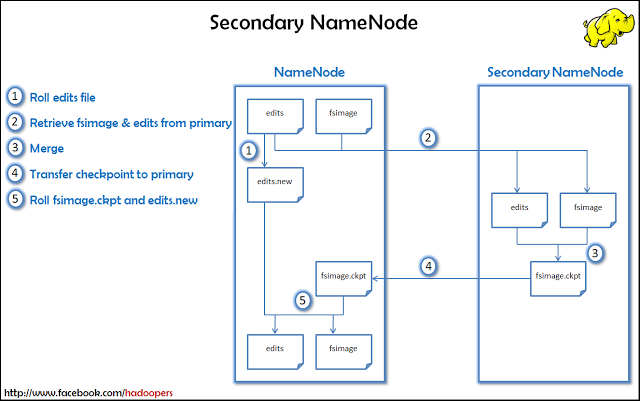 Secondary NameNode
NameNode
Secondary NameNode
1 Roll edits file
2 Retrieve fsimage & edits from primary
3 Merge
4 Transfer checkpoint to primary
5 Roll fsimage.ckpt and edits.new
edits
fsimage
1
2
edits.new
edits
fsimage
3
fsimage.ckpt
4
fsimage.ckpt
5
edits
fsimage
http://www.facebook.com/hadoopers